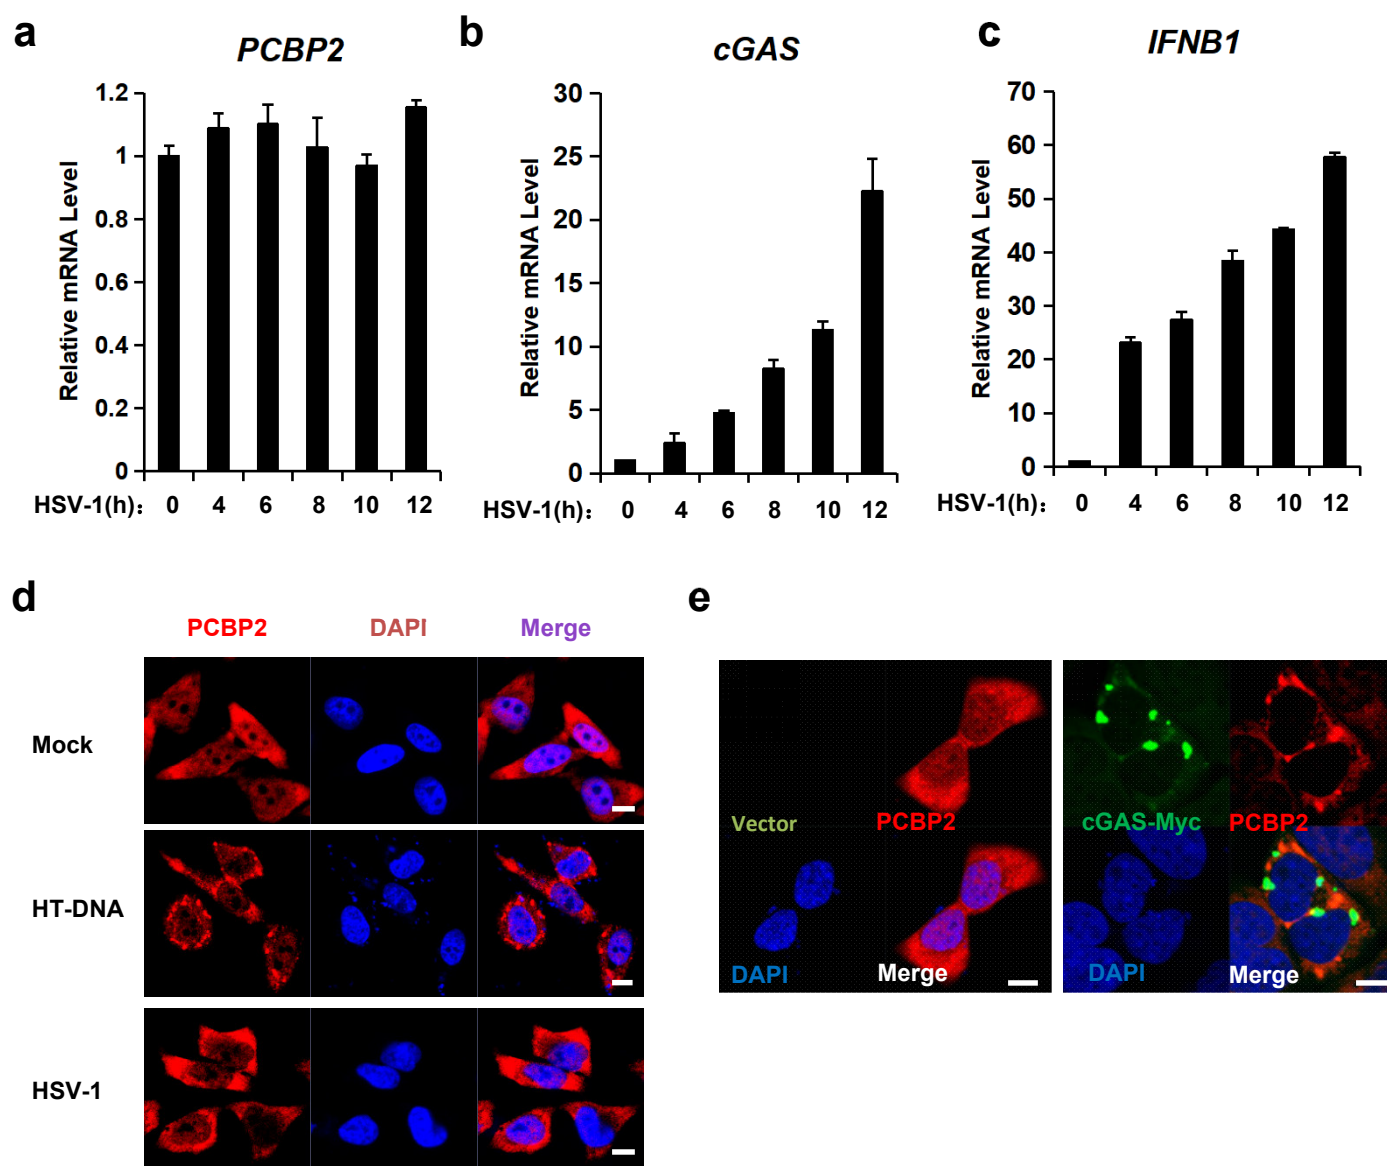 a
PCBP2
Relative mRNA Level
1.2
1
0.8
0.6
0.4
0.2
0
HSV-1(h): 0 4 6 8 10 12
b
cGAS
Relative mRNA Level
30
25
20
15
10
5
0
HSV-1(h): 0 4 6 8 10 12
c
IFNB1
Relative mRNA Level
70
60
50
40
30
20
10
0
HSV-1(h): 0 4 6 8 10 12
d
PCBP2 DAPI Merge
Mock
HT-DNA
HSV-1
e
Vector PCBP2
DAPI Merge
cGAS-Myc PCBP2
DAPI Merge